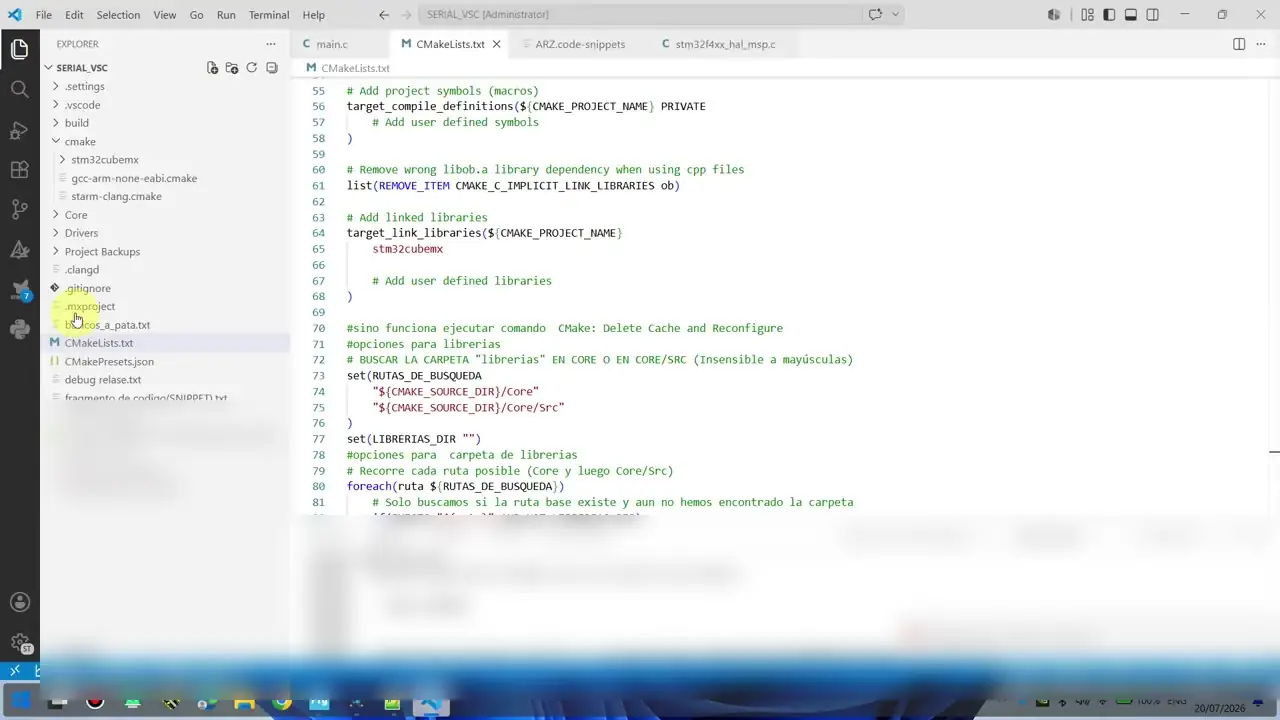 File Edit Selection View Go Run Terminal Help
SERIAL_VSC [Administrator]
EXPLORER
SERIAL_VSC
.settings
.vscode
build
cmake
stm32cubemx
gcc-arm-none-eabi.cmake
starm-clang.cmake
Core
Drivers
Project Backups
.clangd
.gitignore
.mxproject
CMakeLists.txt
CMakePresets.json
debug relase.txt
fragmento de codigo(SNIPPET).txt
7
ST
main.c CMakeLists.txt ARZ.code-snippets stm32f4xx_hal_msp.c
CMakeLists.txt
55 # Add project symbols (macros)
56 target_compile_definitions(${CMAKE_PROJECT_NAME} PRIVATE
57 # Add user defined symbols
58 )
59
60 # Remove wrong libob.a library dependency when using cpp files
61 list(REMOVE_ITEM CMAKE_C_IMPLICIT_LINK_LIBRARIES ob)
62
63 # Add linked libraries
64 target_link_libraries(${CMAKE_PROJECT_NAME}
65 stm32cubemx
66
67 # Add user defined libraries
68 )
69
70 #sino funciona ejecutar comando  CMake: Delete Cache and Reconfigure
71 #opciones para librerias
72 # BUSCAR LA CARPETA "librerias" EN CORE O EN CORE/SRC (Insensible a mayúsculas)
73 set(RUTAS_DE_BUSQUEDA
74 "${CMAKE_SOURCE_DIR}/Core"
75 "${CMAKE_SOURCE_DIR}/Core/Src"
76 )
77 set(LIBRERIAS_DIR "")
78 #opciones para  carpeta de librerias
79 # Recorre cada ruta posible (Core y luego Core/Src)
80 foreach(ruta ${RUTAS_DE_BUSQUEDA})
81 # Solo buscamos si la ruta base existe y aun no hemos encontrado la carpeta
100% ENG
20/07/2026